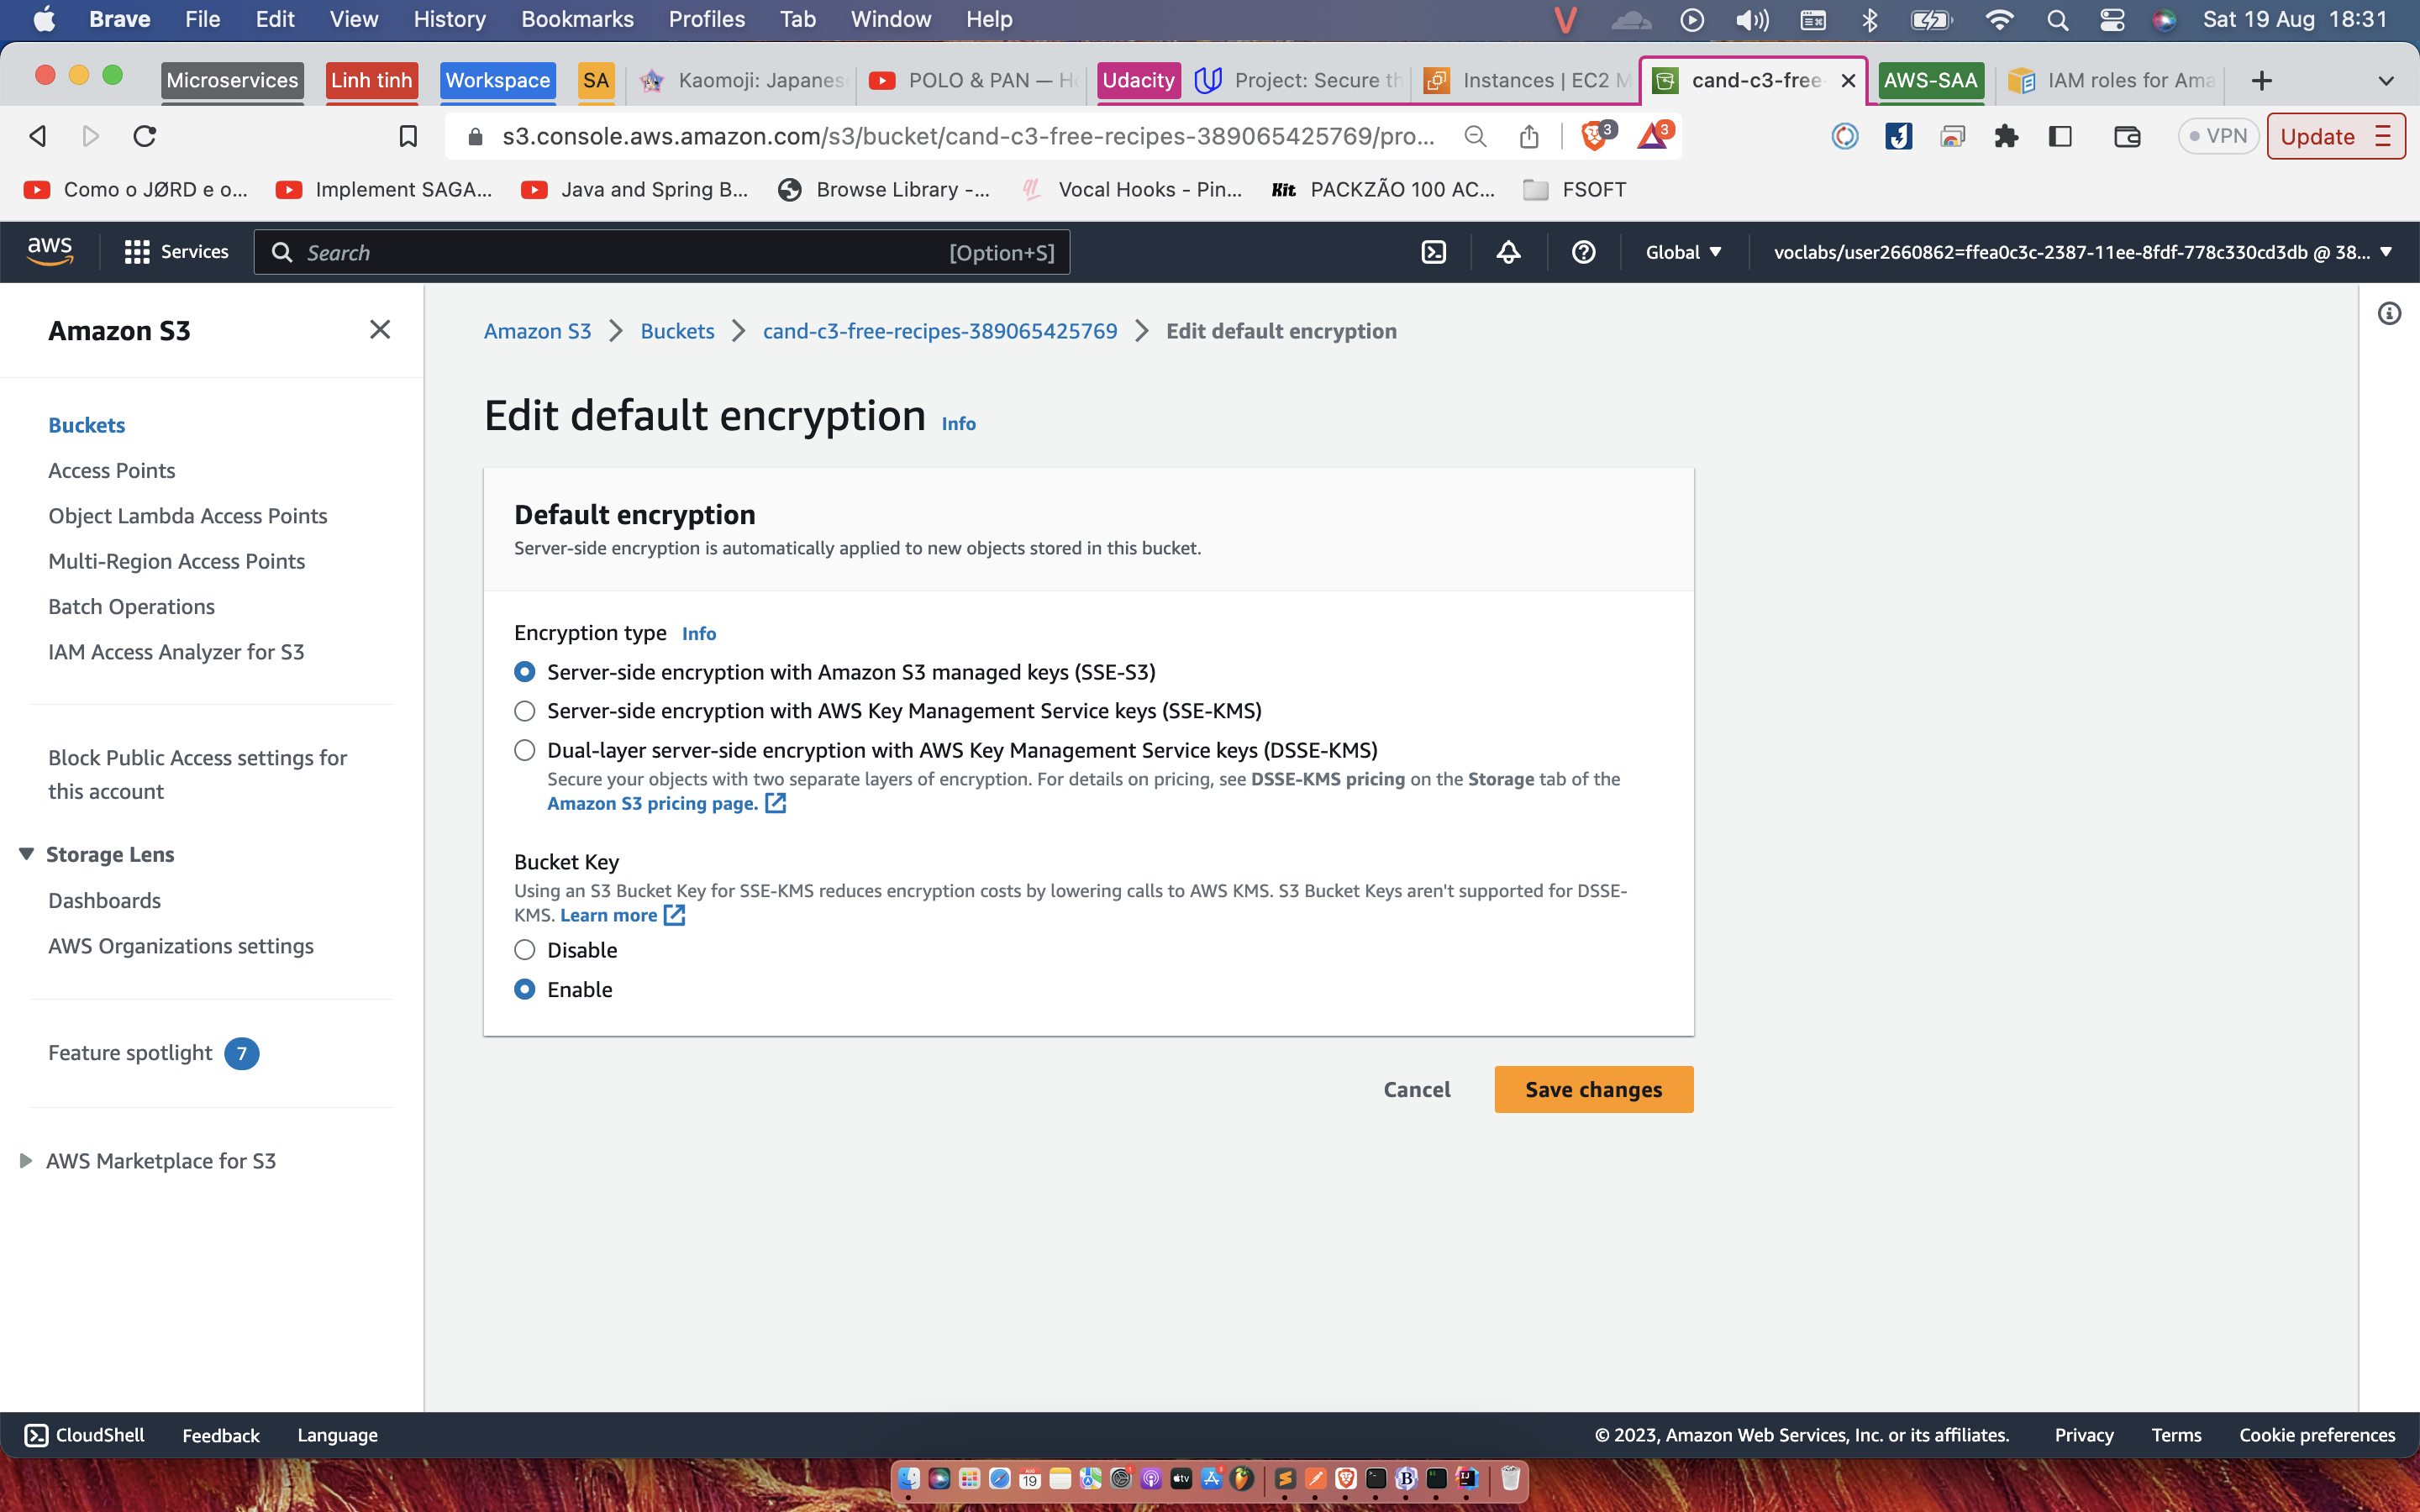 Brave File Edit View History Bookmarks Profiles Tab Window Help Sat 19 Aug 18:31
Microservices Linh tinh Workspace SA Kaomoji: Japanes POLO & PAN — H Udacity Project: Secure th Instances | EC2 M cand-c3-free- AWS-SAA IAM roles for Ama
s3.console.aws.amazon.com/s3/bucket/cand-c3-free-recipes-389065425769/pro... 3 3 VPN Update
Como o JØRD e o... Implement SAGA... Java and Spring B... Browse Library -... Vocal Hooks - Pin... Kit PACKZÃO 100 AC... FSOFT
aws Services Search [Option+S] Global voclabs/user2660862=ffea0c3c-2387-11ee-8fdf-778c330cd3db @ 38...
Amazon S3
Buckets
Access Points
Object Lambda Access Points
Multi-Region Access Points
Batch Operations
IAM Access Analyzer for S3
Block Public Access settings for
this account
Storage Lens
Dashboards
AWS Organizations settings
Feature spotlight 7
AWS Marketplace for S3
Amazon S3 > Buckets > cand-c3-free-recipes-389065425769 > Edit default encryption
Edit default encryption Info
Default encryption
Server-side encryption is automatically applied to new objects stored in this bucket.
Encryption type Info
Server-side encryption with Amazon S3 managed keys (SSE-S3)
Server-side encryption with AWS Key Management Service keys (SSE-KMS)
Dual-layer server-side encryption with AWS Key Management Service keys (DSSE-KMS)
Secure your objects with two separate layers of encryption. For details on pricing, see DSSE-KMS pricing on the Storage tab of the
Amazon S3 pricing page.
Bucket Key
Using an S3 Bucket Key for SSE-KMS reduces encryption costs by lowering calls to AWS KMS. S3 Bucket Keys aren't supported for DSSE-
KMS. Learn more
Disable
Enable
Cancel Save changes
CloudShell Feedback Language © 2023, Amazon Web Services, Inc. or its affiliates. Privacy Terms Cookie preferences